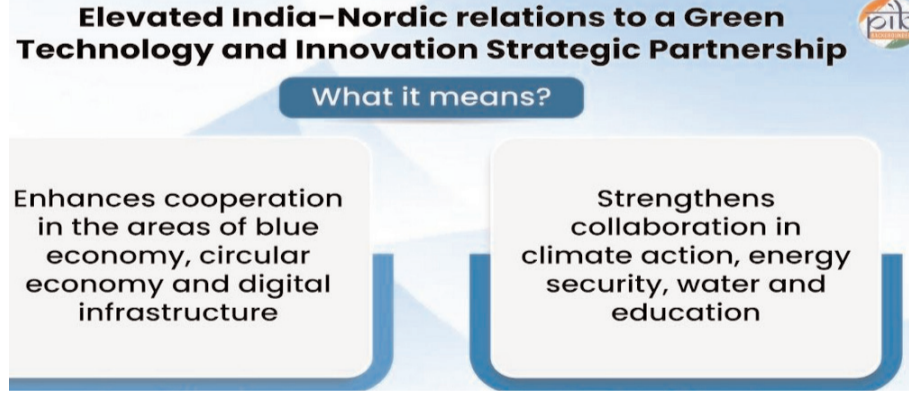 Elevated India–Nordic relations to a Green
Technology and Innovation Strategic Partnership
What it means?
Enhances cooperation
in the areas of blue
economy, circular
economy and digital
infrastructure
Strengthens
collaboration in
climate action, energy
security, water and
education